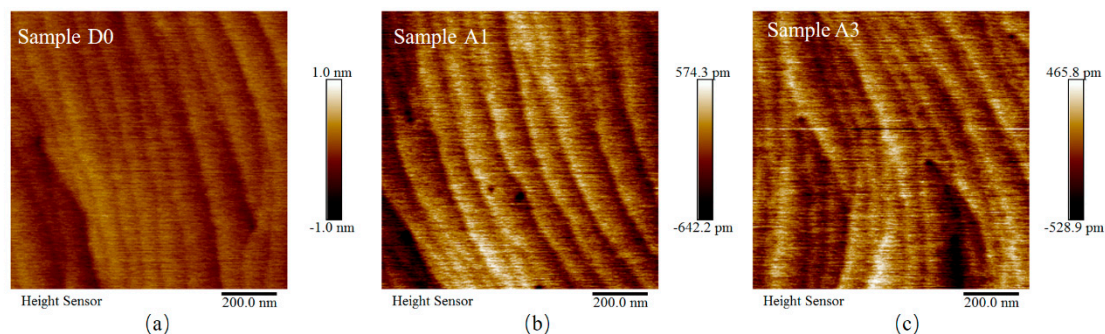 Sample D0
1.0 nm
-1.0 nm
Height Sensor
200.0 nm
(a)
Sample A1
574.3 pm
-642.2 pm
Height Sensor
200.0 nm
(b)
Sample A3
465.8 pm
-528.9 pm
Height Sensor
200.0 nm
(c)